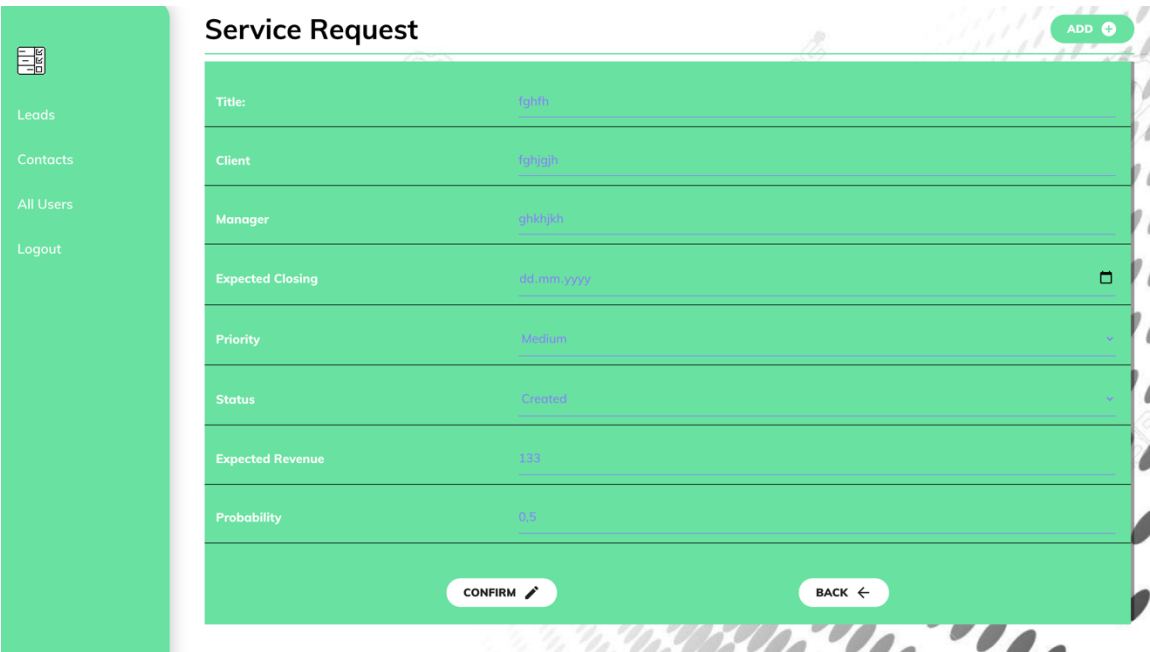 Service Request
ADD
Leads
Contacts
All Users
Logout
Title: fghfh
Client fghjgjh
Manager ghkhjkh
Expected Closing dd.mm.yyyy
Priority Medium
Status Created
Expected Revenue 133
Probability 0,5
CONFIRM
BACK